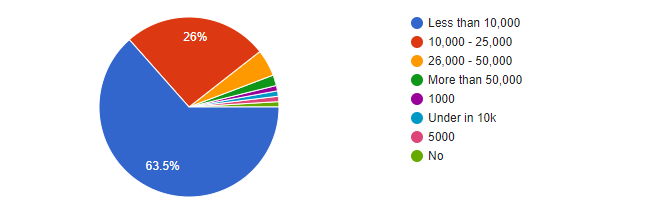 26%
63.5%
Less than 10,000
10,000 - 25,000
26,000 - 50,000
More than 50,000
1000
Under in 10k
5000
No